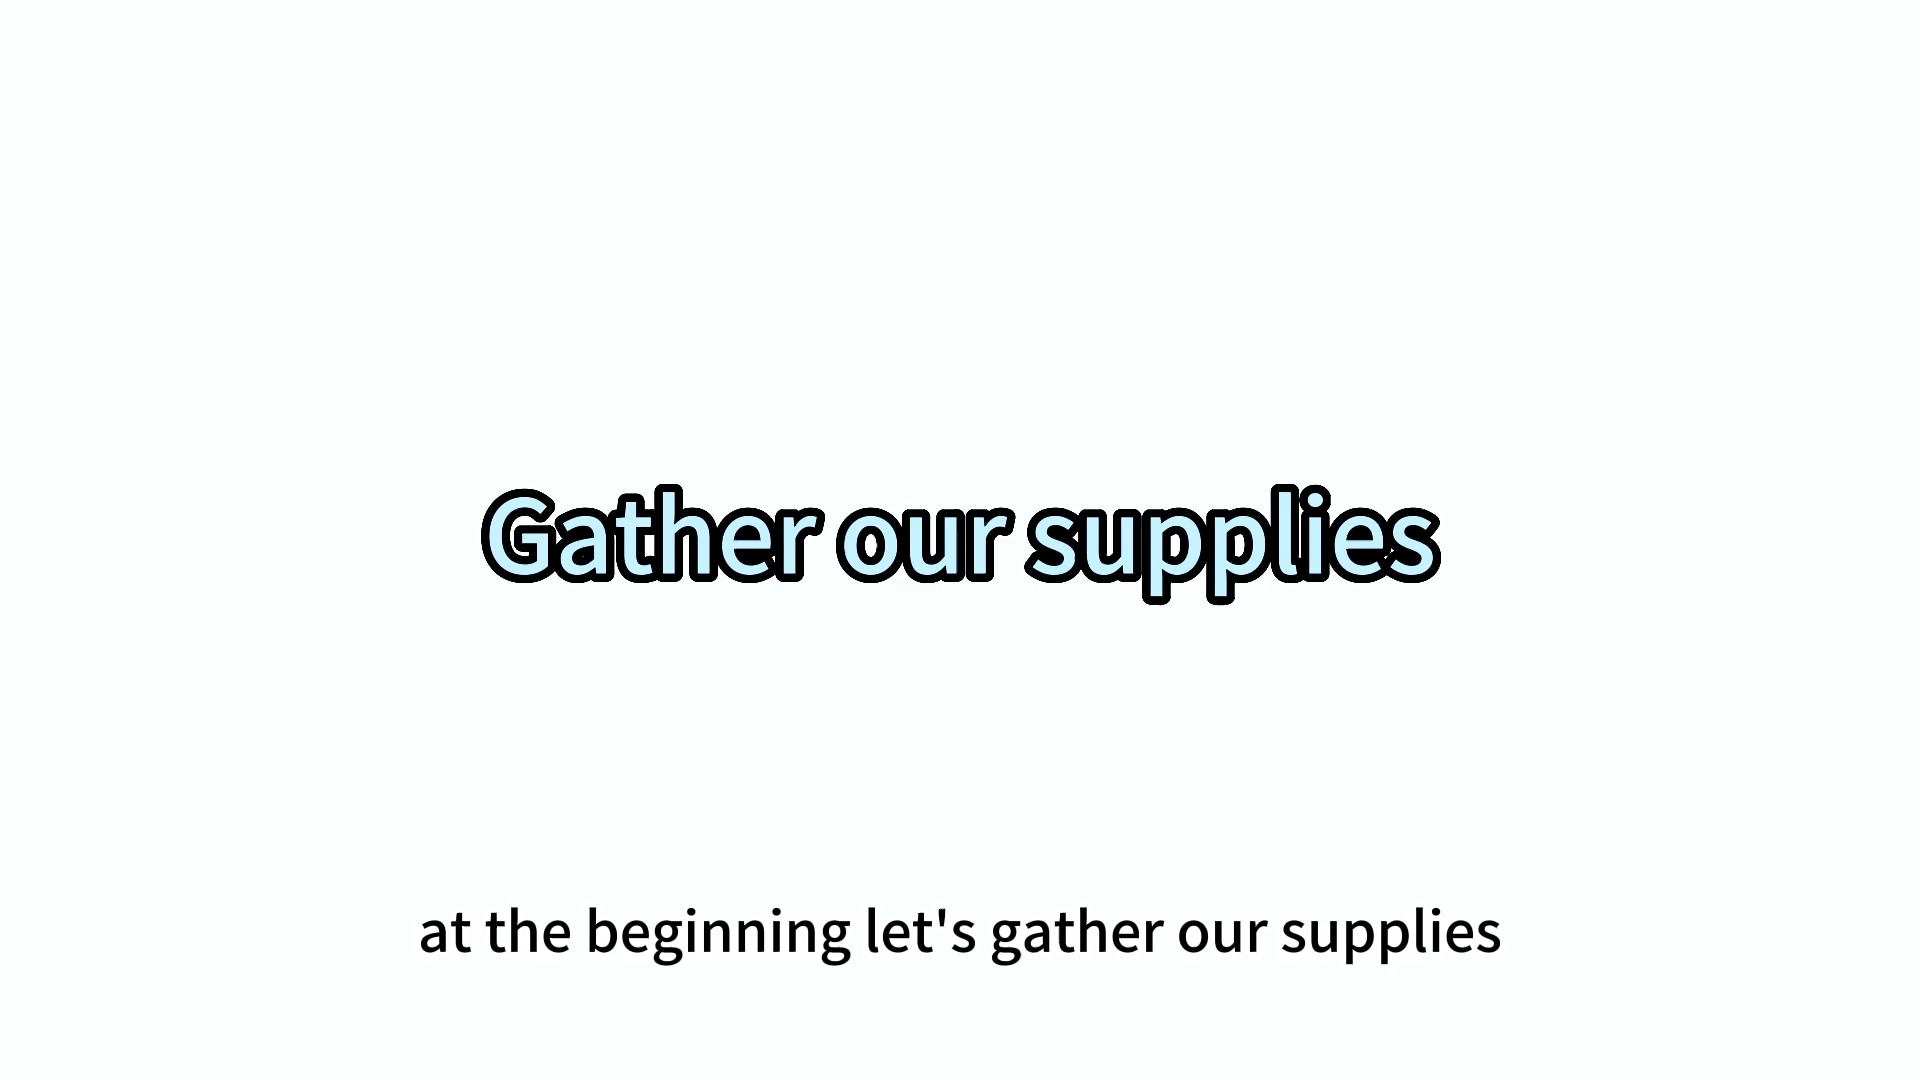 Gather our supplies
at the beginning let's gather our supplies